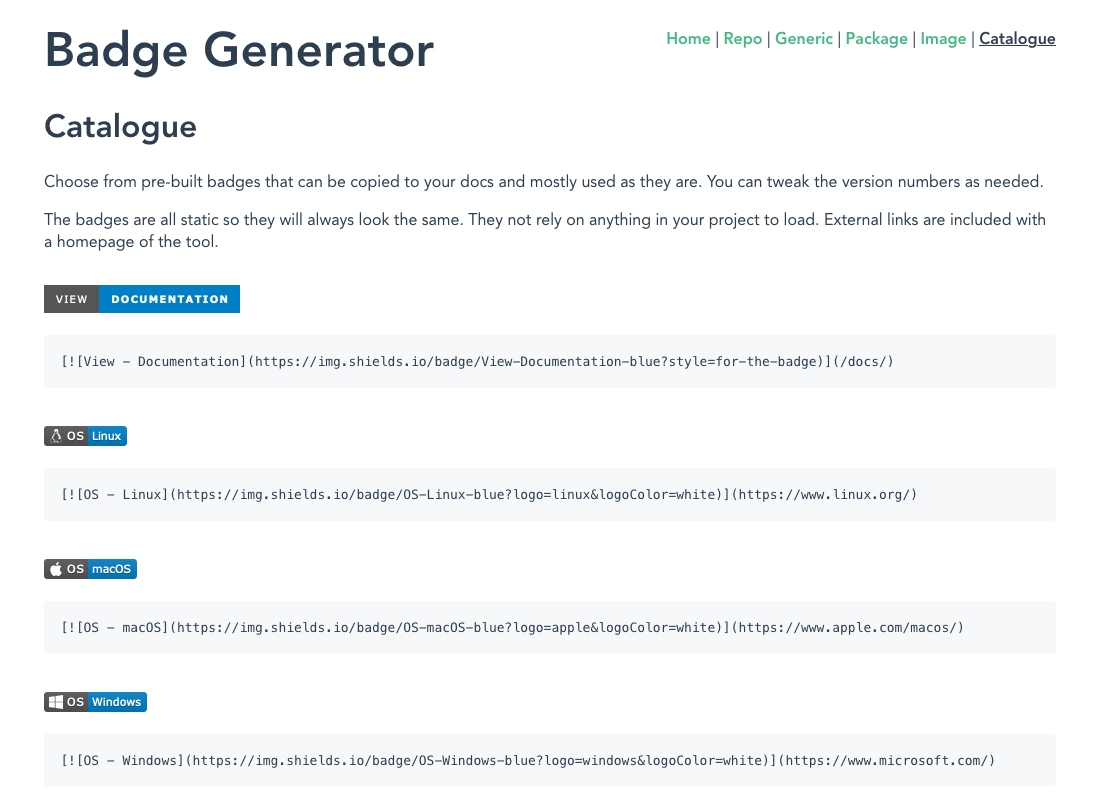 Badge Generator
Home | Repo | Generic | Package | Image | Catalogue
Catalogue
Choose from pre-built badges that can be copied to your docs and mostly used as they are. You can tweak the version numbers as needed.
The badges are all static so they will always look the same. They not rely on anything in your project to load. External links are included with
a homepage of the tool.
VIEW DOCUMENTATION
[![View - Documentation](https://img.shields.io/badge/View-Documentation-blue?style=for-the-badge)](/docs/)
OS Linux
[![OS - Linux](https://img.shields.io/badge/OS-Linux-blue?logo=linux&logoColor=white)](https://www.linux.org/)
OS macOS
[![OS - macOS](https://img.shields.io/badge/OS-macOS-blue?logo=apple&logoColor=white)](https://www.apple.com/macos/)
OS Windows
[![OS - Windows](https://img.shields.io/badge/OS-Windows-blue?logo=windows&logoColor=white)](https://www.microsoft.com/)